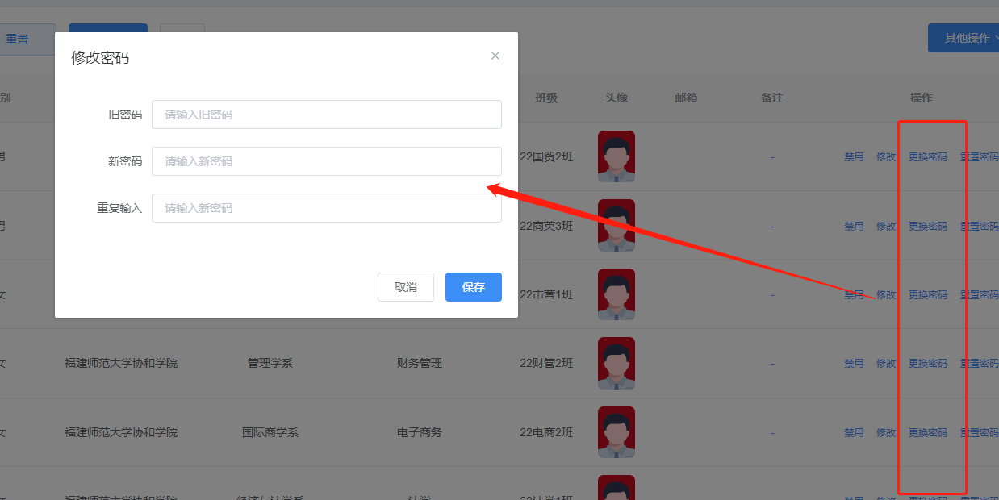 重置
其他操作
修改密码
旧密码 请输入旧密码
新密码 请输入新密码
重复输入 请输入新密码
取消 保存
别 班级 头像 邮箱 备注 操作
男 22国贸2班 - 禁用 修改 更换密码 重置密码
男 22商英3班 - 禁用 修改 更换密码 重置密码
女 22市营1班 - 禁用 修改 更换密码 重置密码
女 福建师范大学协和学院 管理学系 财务管理 22财管2班 - 禁用 修改 更换密码 重置密码
女 福建师范大学协和学院 国际商学系 电子商务 22电商2班 - 禁用 修改 更换密码 重置密码
福建师范大学协和学院 经济与法学系 法学 22法学1班 禁用 修改 更换密码 重置密码